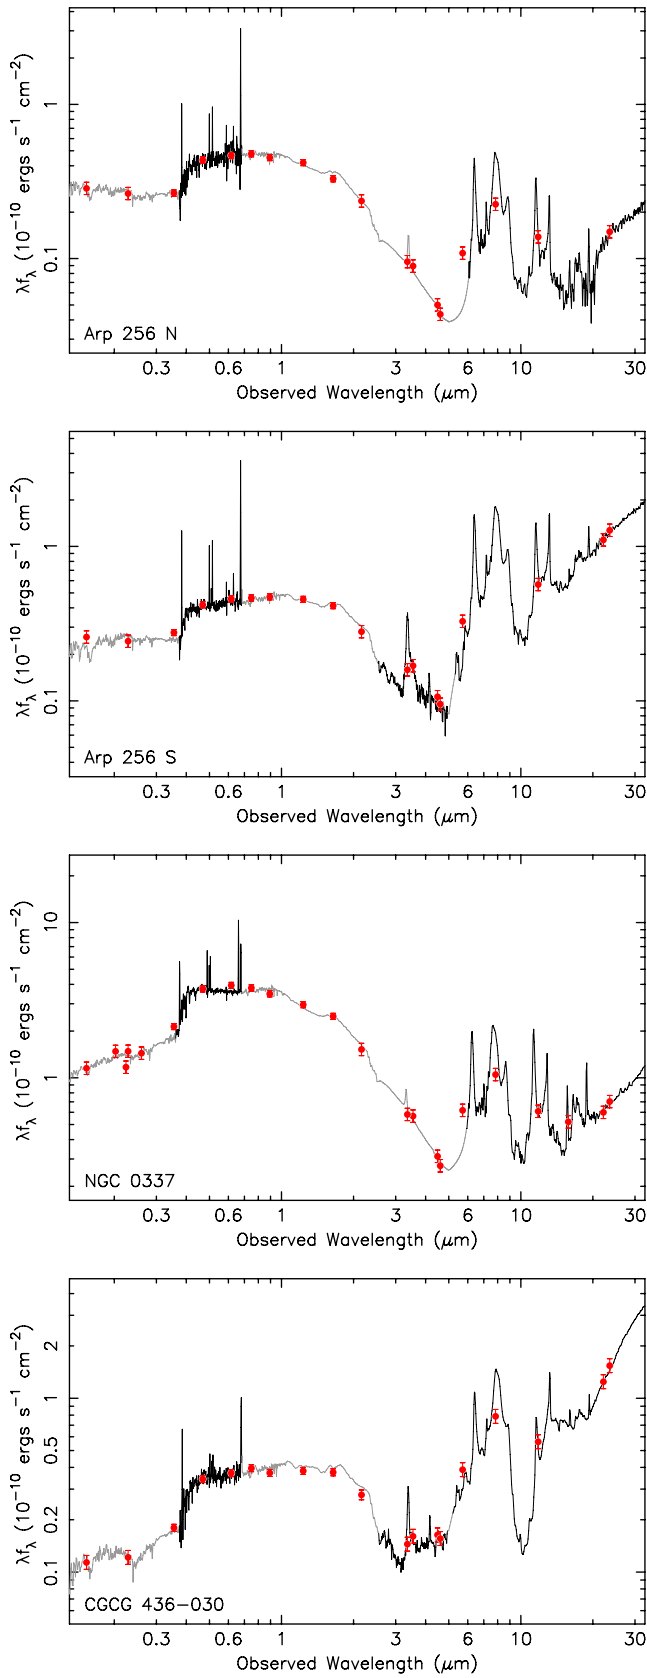 1
0.1
λf_λ (10⁻¹⁰ ergs s⁻¹ cm⁻²)
Arp 256 N
0.3 0.6 1 3 6 10 30
Observed Wavelength (μm)
1
0.1
λf_λ (10⁻¹⁰ ergs s⁻¹ cm⁻²)
Arp 256 S
0.3 0.6 1 3 6 10 30
Observed Wavelength (μm)
10
1
λf_λ (10⁻¹⁰ ergs s⁻¹ cm⁻²)
NGC 0337
0.3 0.6 1 3 6 10 30
Observed Wavelength (μm)
2
1
0.5
0.2
0.1
λf_λ (10⁻¹⁰ ergs s⁻¹ cm⁻²)
CGCG 436−030
0.3 0.6 1 3 6 10 30
Observed Wavelength (μm)